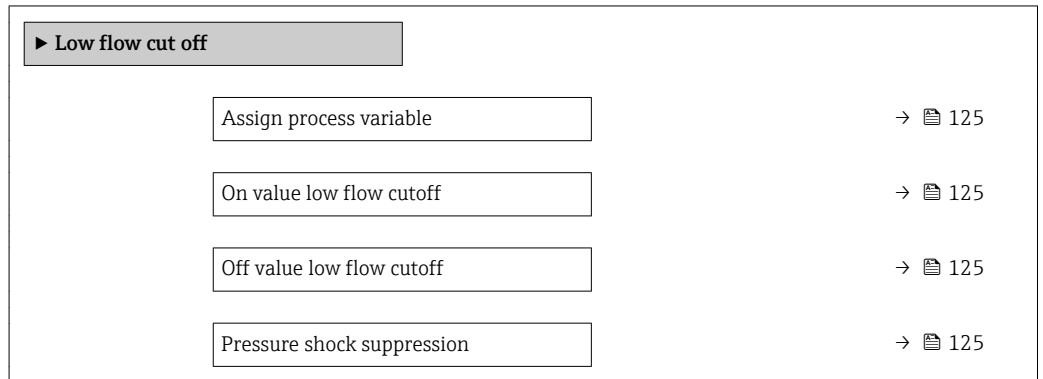 ► Low flow cut off
Assign process variable → 125
On value low flow cutoff → 125
Off value low flow cutoff → 125
Pressure shock suppression → 125